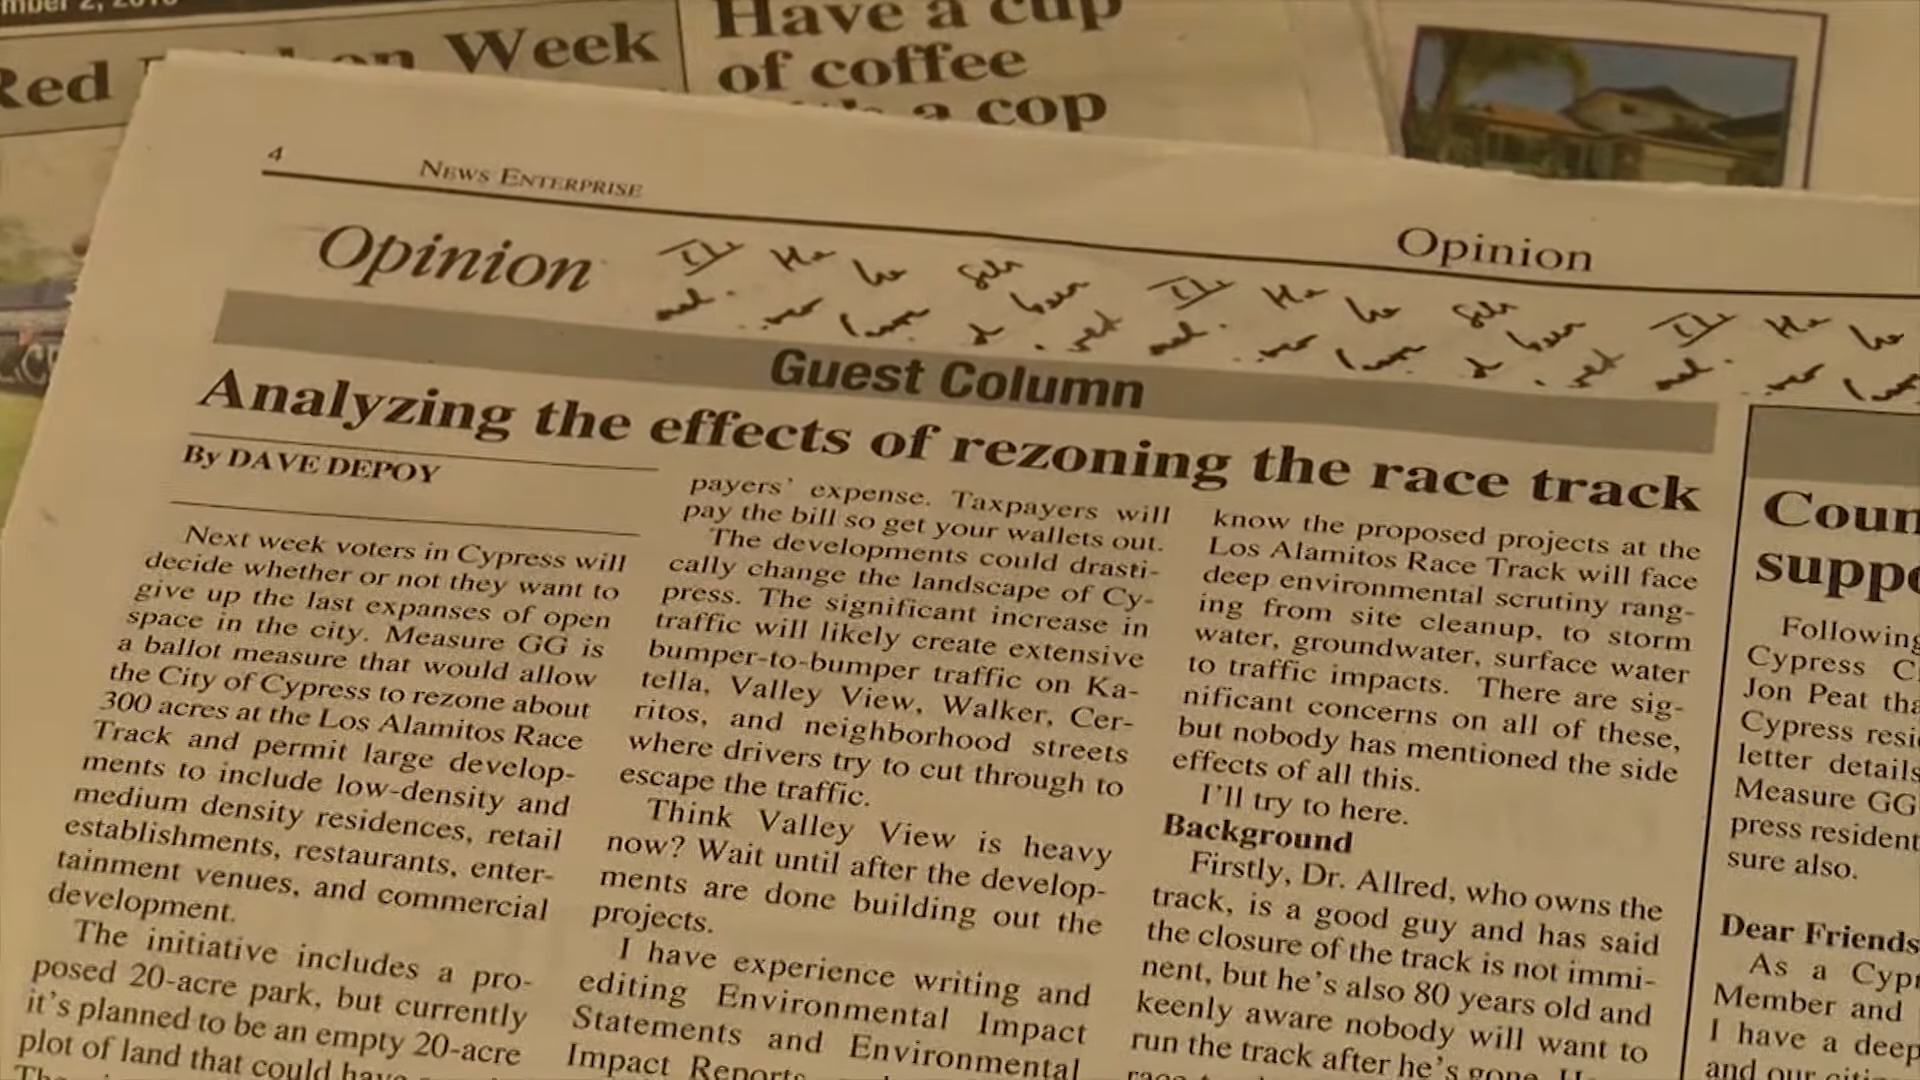 Red Week
Have a cup
of coffee
a cop
4
NEWS ENTERPRISE
Opinion
Opinion
Guest Column
Analyzing the effects of rezoning the race track
By DAVE DEPOY
Next week voters in Cypress will
decide whether or not they want to
give up the last expanses of open
space in the city. Measure GG is
a ballot measure that would allow
the City of Cypress to rezone about
300 acres at the Los Alamitos Race
Track and permit large develop-
ments to include low-density and
medium density residences, retail
establishments, restaurants, enter-
tainment venues, and commercial
development.
The initiative includes a pro-
posed 20-acre park, but currently
it's planned to be an empty 20-acre
plot of land that could have
payers' expense. Taxpayers will
pay the bill so get your wallets out.
The developments could drasti-
cally change the landscape of Cy-
press. The significant increase in
traffic will likely create extensive
bumper-to-bumper traffic on Ka-
tella, Valley View, Walker, Cer-
ritos, and neighborhood streets
where drivers try to cut through to
escape the traffic.
Think Valley View is heavy
now? Wait until after the develop-
ments are done building out the
projects.
I have experience writing and
editing Environmental Impact
Statements and Environmental
Impact Reports
know the proposed projects at the
Los Alamitos Race Track will face
deep environmental scrutiny rang-
ing from site cleanup, to storm
water, groundwater, surface water
to traffic impacts. There are sig-
nificant concerns on all of these,
but nobody has mentioned the side
effects of all this.
I'll try to here.
Background
Firstly, Dr. Allred, who owns the
track, is a good guy and has said
the closure of the track is not immi-
nent, but he's also 80 years old and
keenly aware nobody will want to
run the track after he's gone.
Coun
suppo
Following
Cypress C
Jon Peat tha
Cypress resi
letter details
Measure GG
press resident
sure also.
Dear Friends
As a Cypr
Member and
I have a deep
and our citi